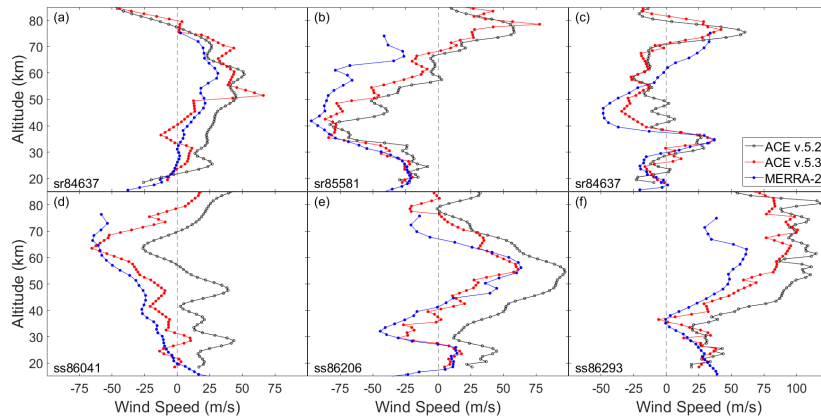 (a) (b) (c)
80
70
60
50
40
30
20
Altitude (km)
sr84637 sr85581 sr84637
ACE v.5.2
ACE v.5.3
MERRA-2
(d) (e) (f)
80
70
60
50
40
30
20
Altitude (km)
ss86041 ss86206 ss86293
-75 -50 -25 0 25 50 75 -75 -50 -25 0 25 50 75 -50 -25 0 25 50 75 100
Wind Speed (m/s) Wind Speed (m/s) Wind Speed (m/s)